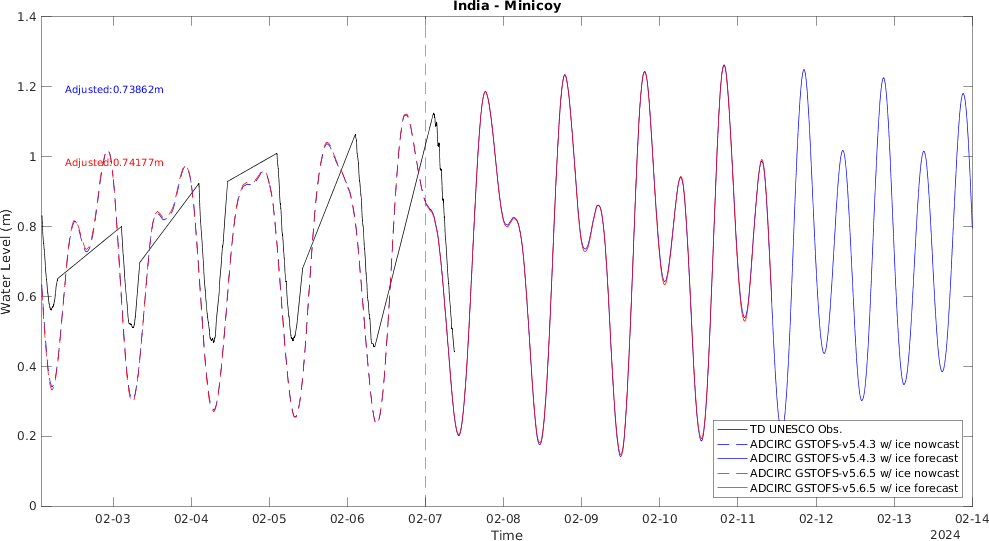 India - Minicoy
1.4
1.2
1
0.8
0.6
0.4
0.2
0
Water Level (m)
Adjusted:0.73862m
Adjusted:0.74177m
TD UNESCO Obs.
ADCIRC GSTOFS-v5.4.3 w/ ice nowcast
ADCIRC GSTOFS-v5.4.3 w/ ice forecast
ADCIRC GSTOFS-v5.6.5 w/ ice nowcast
ADCIRC GSTOFS-v5.6.5 w/ ice forecast
02-03 02-04 02-05 02-06 02-07 02-08 02-09 02-10 02-11 02-12 02-13 02-14
Time
2024